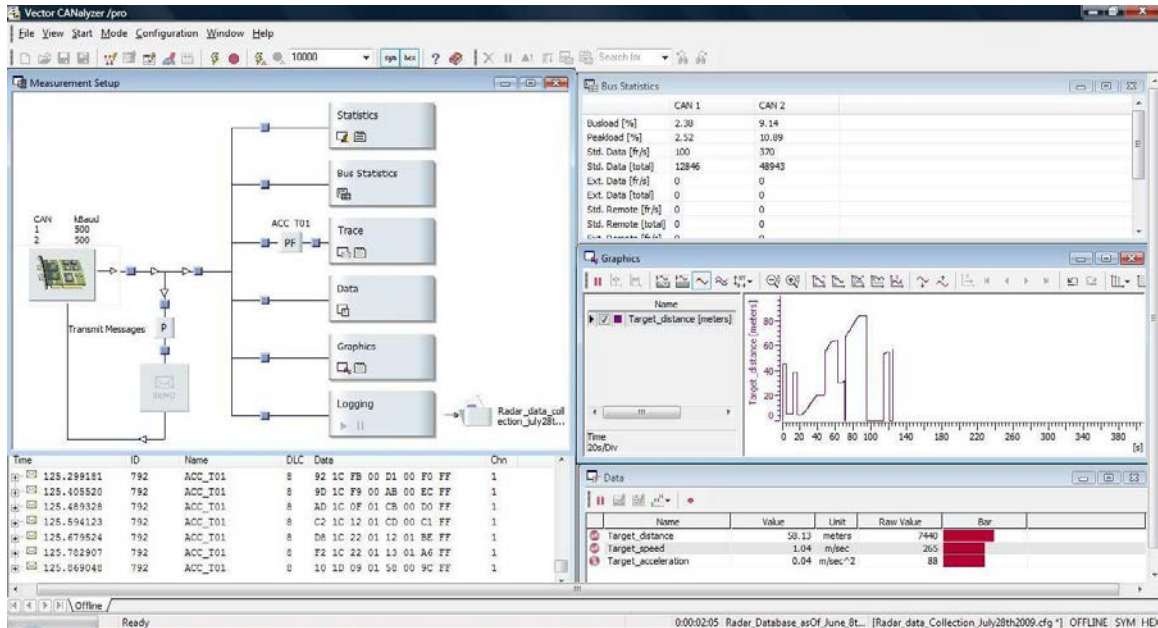 Vector CANalyzer /pro
File View Start Mode Configuration Window Help
10000 sym hex ? Search for
Measurement Setup
CAN kBaud
1 500
2 500
Transmit Messages
P
SEND
ACC_T01
PF
Statistics
Bus Statistics
Trace
Data
Graphics
Logging
Radar_data_coll
ection_july28t...
Bus Statistics
CAN 1 CAN 2
Busload [%] 2.38 9.14
Peakload [%] 2.52 10.89
Std. Data [fr/s] 100 370
Std. Data [total] 12846 48943
Ext. Data [fr/s] 0 0
Ext. Data [total] 0 0
Std. Remote [fr/s] 0 0
Std. Remote [total] 0 0
Ext. Remote [fr/s] 0 0
Graphics
Name
Target_distance [meters]
Time
20s/Div
Target_distance [meters]
80
60
40
20
0
0 20 40 60 80 100 140 180 220 260 300 340 380
[s]
Time ID Name DLC Data Chn
125.299181 792 ACC_T01 8 92 1C FB 00 D1 00 F0 FF 1
125.405520 792 ACC_T01 8 9D 1C F9 00 AB 00 EC FF 1
125.489328 792 ACC_T01 8 AD 1C 0F 01 CB 00 D0 FF 1
125.594123 792 ACC_T01 8 C2 1C 12 01 CD 00 C1 FF 1
125.679524 792 ACC_T01 8 D8 1C 22 01 12 01 BE FF 1
125.782907 792 ACC_T01 8 F2 1C 22 01 13 01 A6 FF 1
125.869048 792 ACC_T01 8 10 1D 09 01 58 00 9C FF 1
Data
Name Value Unit Raw Value Bar
Target_distance 58.13 meters 7440
Target_speed 1.04 m/sec 265
Target_acceleration 0.04 m/sec^2 88
Offline
Ready 0:00:02:05 Radar_Database_asOf_June_8t... [Radar_data_Collection_July28th2009.cfg *] OFFLINE SYM HEX